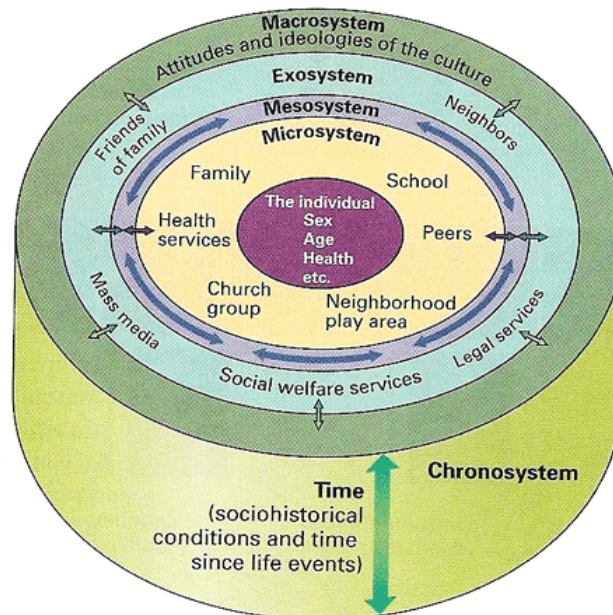 Macrosystem
Attitudes and ideologies of the culture
Exosystem
Mesosystem
Microsystem
Friends
of family
Neighbors
Family
School
The individual
Sex
Age
Health
etc.
Health
services
Peers
Church
group
Neighborhood
play area
Mass media
Legal services
Social welfare services
Chronosystem
Time
(sociohistorical
conditions and time
since life events)